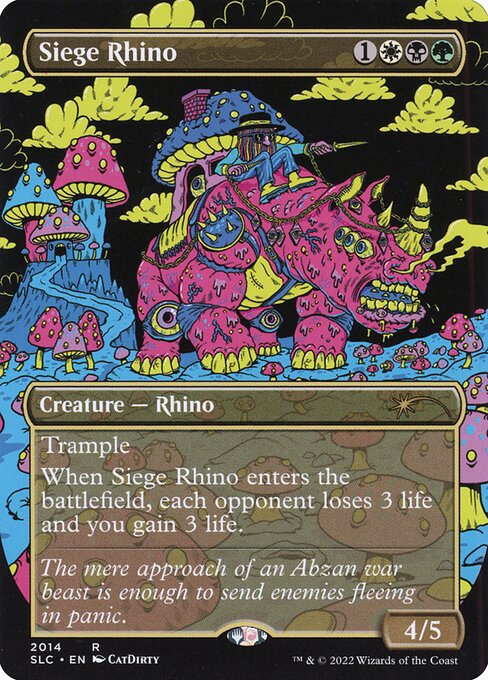 Siege Rhino 1
Creature — Rhino
Trample
When Siege Rhino enters the
battlefield, each opponent loses 3 life
and you gain 3 life.
The mere approach of an Abzan war
beast is enough to send enemies fleeing
in panic.
4/5
2014 R
SLC • EN CatDirty
™ & © 2022 Wizards of the Coast